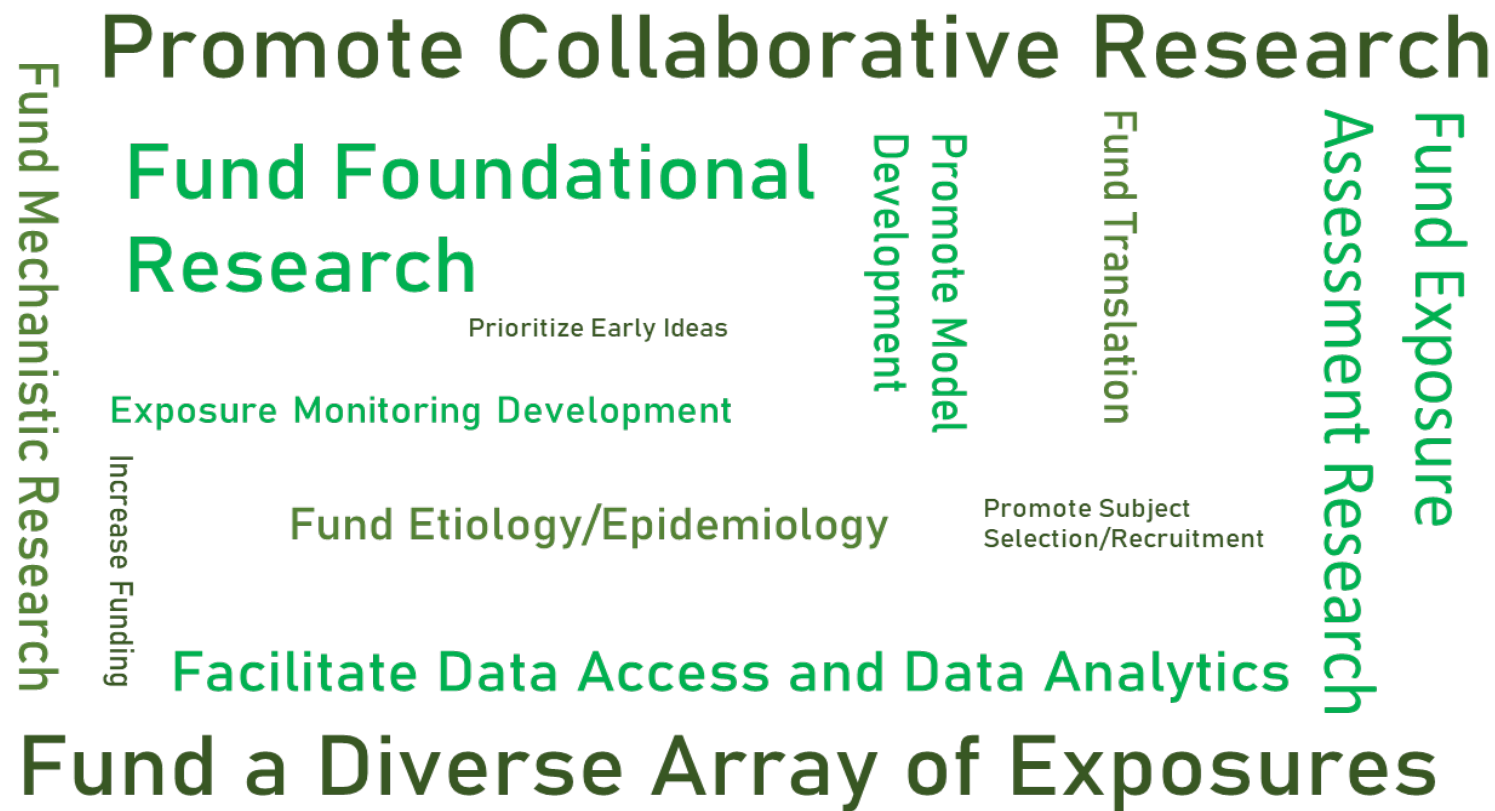 Promote Collaborative Research
Fund Mechanistic Research
Fund Foundational
Research
Promote Model
Development
Fund Translation
Fund Exposure
Assessment Research
Prioritize Early Ideas
Exposure Monitoring Development
Increase Funding
Fund Etiology/Epidemiology
Promote Subject
Selection/Recruitment
Facilitate Data Access and Data Analytics
Fund a Diverse Array of Exposures